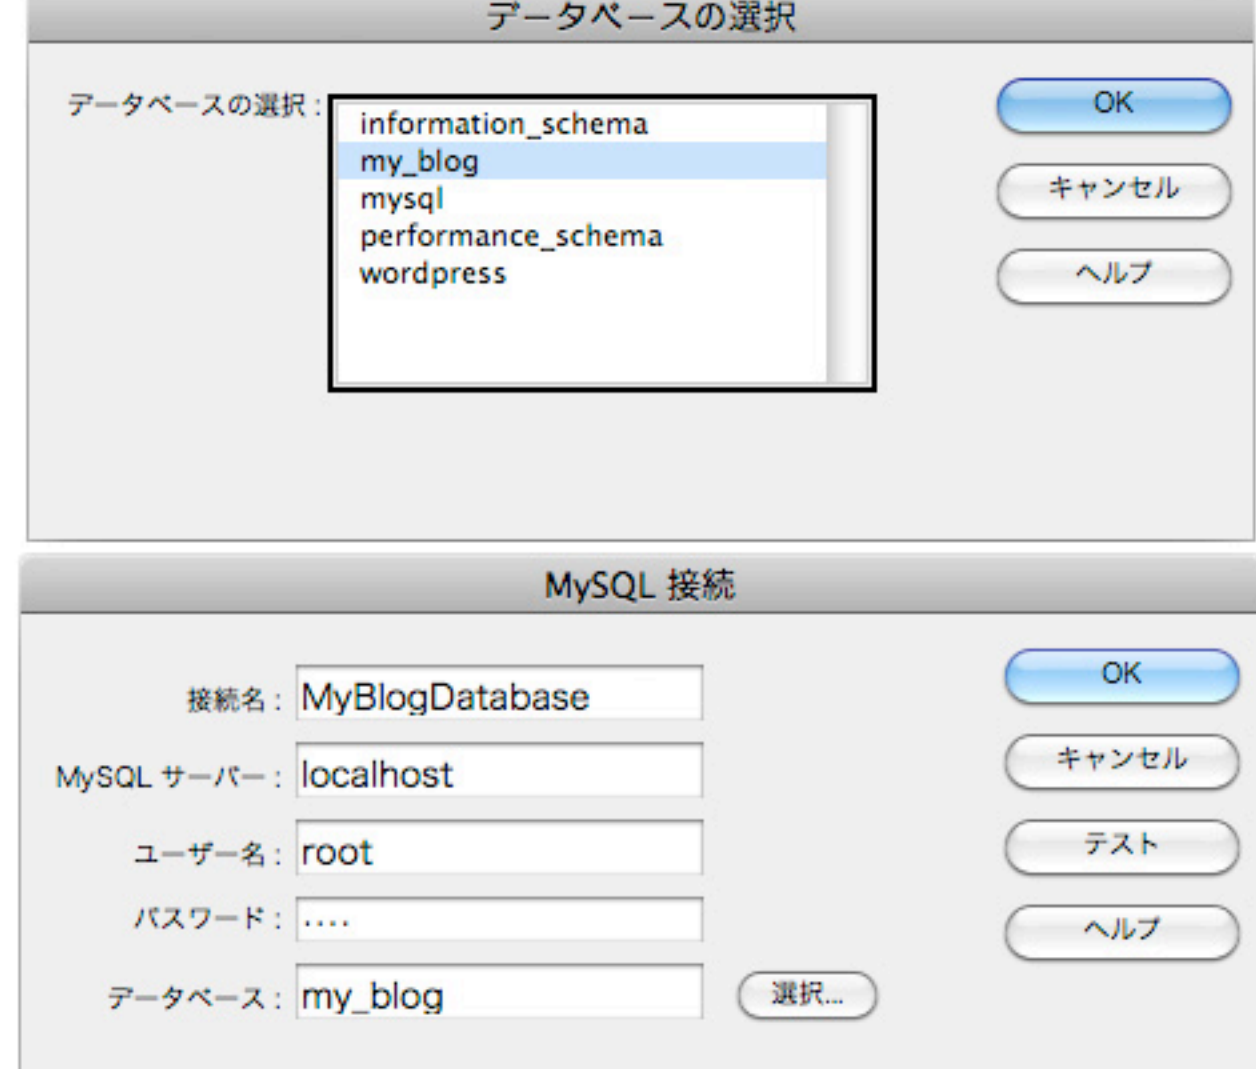 データベースの選択
データベースの選択 :
information_schema
my_blog
mysql
performance_schema
wordpress
OK
キャンセル
ヘルプ
MySQL 接続
接続名 : MyBlogDatabase
MySQL サーバー : localhost
ユーザー名 : root
パスワード : ••••
データベース : my_blog
選択...
OK
キャンセル
テスト
ヘルプ